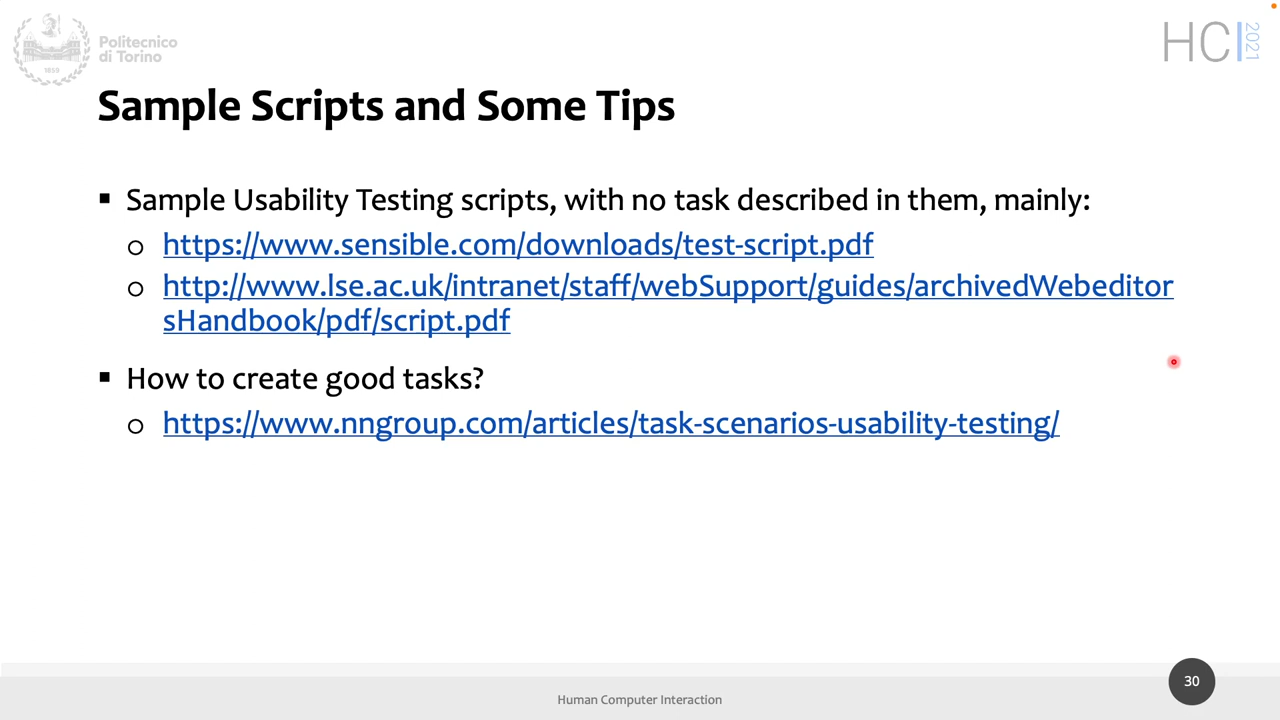 Politecnico
di Torino
1859
HCI 2021
Sample Scripts and Some Tips
▪ Sample Usability Testing scripts, with no task described in them, mainly:
o https://www.sensible.com/downloads/test-script.pdf
o http://www.lse.ac.uk/intranet/staff/webSupport/guides/archivedWebeditor
sHandbook/pdf/script.pdf
▪ How to create good tasks?
o https://www.nngroup.com/articles/task-scenarios-usability-testing/
Human Computer Interaction
30